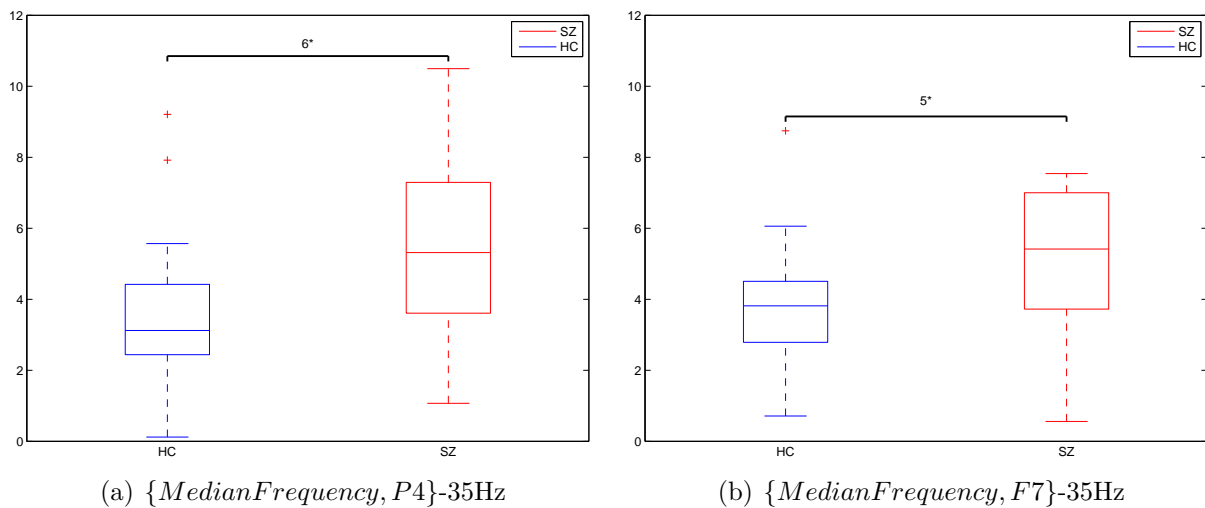 12
10
8
6
4
2
0
6*
SZ
HC
HC
SZ
(a) {MedianFrequency, P4}-35Hz
12
10
8
6
4
2
0
5*
SZ
HC
HC
SZ
(b) {MedianFrequency, F7}-35Hz